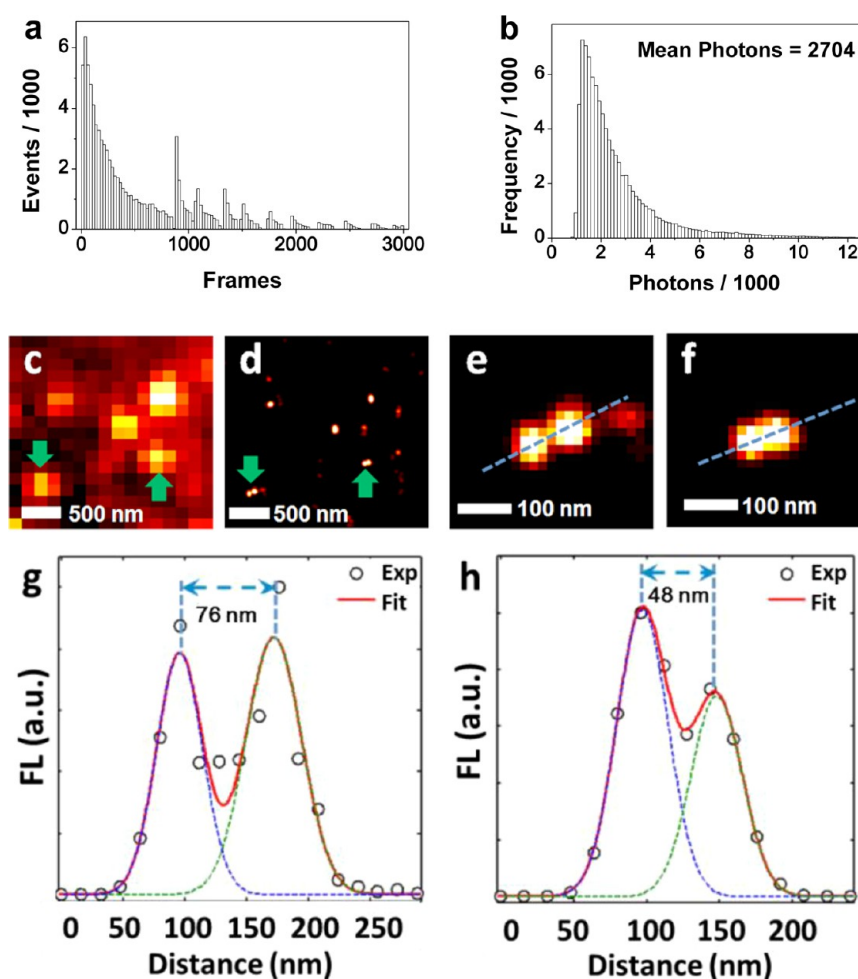 a
6
4
2
0
Events / 1000
0 1000 2000 3000
Frames
b
Mean Photons = 2704
6
4
2
0
Frequency / 1000
0 2 4 6 8 10 12
Photons / 1000
c
500 nm
d
500 nm
e
100 nm
f
100 nm
g
76 nm
Exp
Fit
FL (a.u.)
0 50 100 150 200 250
Distance (nm)
h
48 nm
Exp
Fit
FL (a.u.)
0 50 100 150 200
Distance (nm)